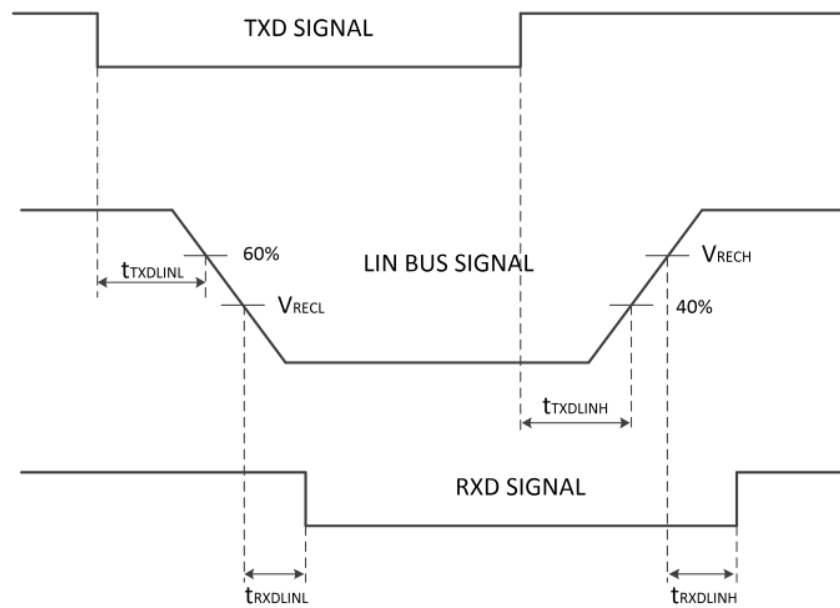 TXD SIGNAL
60%
LIN BUS SIGNAL
VRECH
tTXDLINL
VRECL
40%
tTXDLINH
RXD SIGNAL
tRXDLINL
tRXDLINH